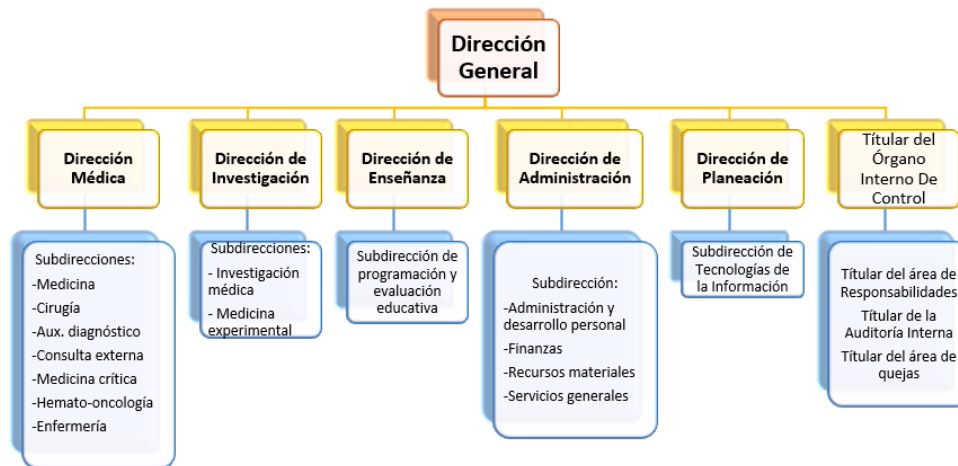 Dirección
General
Dirección
Médica
Dirección de
Investigación
Dirección de
Enseñanza
Dirección de
Administración
Dirección de
Planeación
Títular del
Órgano
Interno De
Control
Subdirecciones:
-Medicina
-Cirugía
-Aux. diagnóstico
-Consulta externa
-Medicina crítica
-Hemato-oncología
-Enfermería
Subdirecciones:
- Investigación
médica
- Medicina
experimental
Subdirección de
programación y
evaluación
educativa
Subdirección:
-Administración y
desarrollo personal
-Finanzas
-Recursos materiales
-Servicios generales
Subdirección de
Tecnologías de
la Información
Títular del área de
Responsabilidades
Títular de la
Auditoría Interna
Títular del área de
quejas